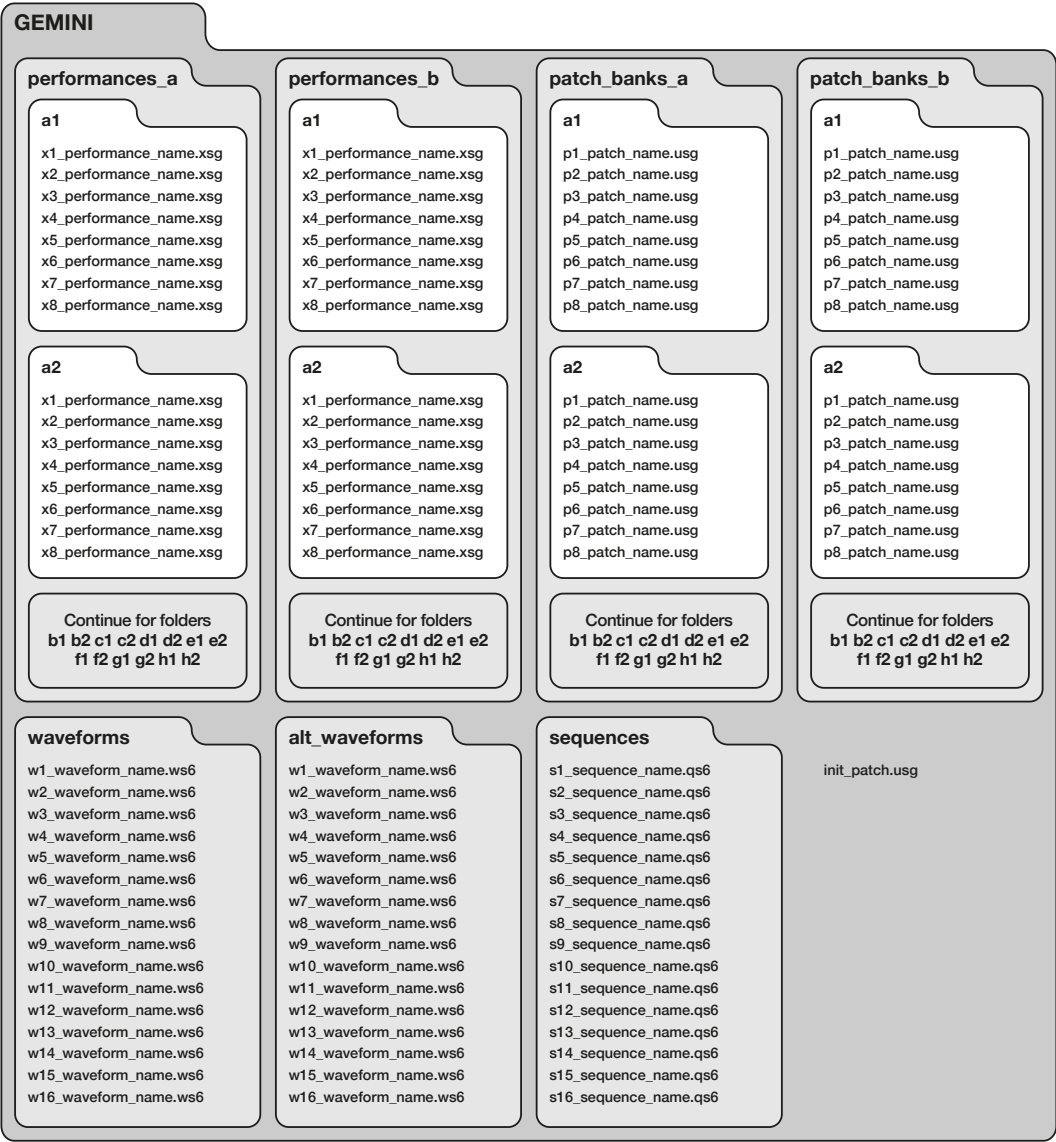 GEMINI
performances_a
a1
x1_performance_name.xsg
x2_performance_name.xsg
x3_performance_name.xsg
x4_performance_name.xsg
x5_performance_name.xsg
x6_performance_name.xsg
x7_performance_name.xsg
x8_performance_name.xsg
a2
x1_performance_name.xsg
x2_performance_name.xsg
x3_performance_name.xsg
x4_performance_name.xsg
x5_performance_name.xsg
x6_performance_name.xsg
x7_performance_name.xsg
x8_performance_name.xsg
Continue for folders
b1 b2 c1 c2 d1 d2 e1 e2
f1 f2 g1 g2 h1 h2
performances_b
a1
x1_performance_name.xsg
x2_performance_name.xsg
x3_performance_name.xsg
x4_performance_name.xsg
x5_performance_name.xsg
x6_performance_name.xsg
x7_performance_name.xsg
x8_performance_name.xsg
a2
x1_performance_name.xsg
x2_performance_name.xsg
x3_performance_name.xsg
x4_performance_name.xsg
x5_performance_name.xsg
x6_performance_name.xsg
x7_performance_name.xsg
x8_performance_name.xsg
Continue for folders
b1 b2 c1 c2 d1 d2 e1 e2
f1 f2 g1 g2 h1 h2
patch_banks_a
a1
p1_patch_name.usg
p2_patch_name.usg
p3_patch_name.usg
p4_patch_name.usg
p5_patch_name.usg
p6_patch_name.usg
p7_patch_name.usg
p8_patch_name.usg
a2
p1_patch_name.usg
p2_patch_name.usg
p3_patch_name.usg
p4_patch_name.usg
p5_patch_name.usg
p6_patch_name.usg
p7_patch_name.usg
p8_patch_name.usg
Continue for folders
b1 b2 c1 c2 d1 d2 e1 e2
f1 f2 g1 g2 h1 h2
patch_banks_b
a1
p1_patch_name.usg
p2_patch_name.usg
p3_patch_name.usg
p4_patch_name.usg
p5_patch_name.usg
p6_patch_name.usg
p7_patch_name.usg
p8_patch_name.usg
a2
p1_patch_name.usg
p2_patch_name.usg
p3_patch_name.usg
p4_patch_name.usg
p5_patch_name.usg
p6_patch_name.usg
p7_patch_name.usg
p8_patch_name.usg
Continue for folders
b1 b2 c1 c2 d1 d2 e1 e2
f1 f2 g1 g2 h1 h2
waveforms
w1_waveform_name.ws6
w2_waveform_name.ws6
w3_waveform_name.ws6
w4_waveform_name.ws6
w5_waveform_name.ws6
w6_waveform_name.ws6
w7_waveform_name.ws6
w8_waveform_name.ws6
w9_waveform_name.ws6
w10_waveform_name.ws6
w11_waveform_name.ws6
w12_waveform_name.ws6
w13_waveform_name.ws6
w14_waveform_name.ws6
w15_waveform_name.ws6
w16_waveform_name.ws6
alt_waveforms
w1_waveform_name.ws6
w2_waveform_name.ws6
w3_waveform_name.ws6
w4_waveform_name.ws6
w5_waveform_name.ws6
w6_waveform_name.ws6
w7_waveform_name.ws6
w8_waveform_name.ws6
w9_waveform_name.ws6
w10_waveform_name.ws6
w11_waveform_name.ws6
w12_waveform_name.ws6
w13_waveform_name.ws6
w14_waveform_name.ws6
w15_waveform_name.ws6
w16_waveform_name.ws6
sequences
s1_sequence_name.qs6
s2_sequence_name.qs6
s3_sequence_name.qs6
s4_sequence_name.qs6
s5_sequence_name.qs6
s6_sequence_name.qs6
s7_sequence_name.qs6
s8_sequence_name.qs6
s9_sequence_name.qs6
s10_sequence_name.qs6
s11_sequence_name.qs6
s12_sequence_name.qs6
s13_sequence_name.qs6
s14_sequence_name.qs6
s15_sequence_name.qs6
s16_sequence_name.qs6
init_patch.usg